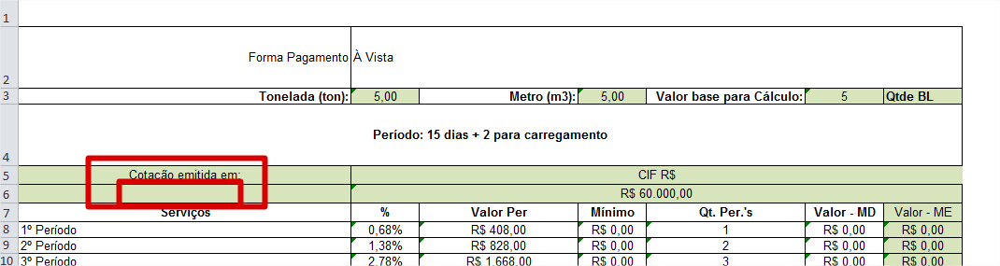 1
Forma Pagamento À Vista
2
3 Tonelada (ton): 5,00 Metro (m3): 5,00 Valor base para Cálculo: 5 Qtde BL
Período: 15 dias + 2 para carregamento
4
5 Cotação emitida em: CIF R$
6 R$ 60.000,00
7 Serviços % Valor Per Mínimo Qt. Per.'s Valor - MD Valor - ME
8 1º Período 0,68% R$ 408,00 R$ 0,00 1 R$ 0,00 R$ 0,00
9 2º Período 1,38% R$ 828,00 R$ 0,00 2 R$ 0,00 R$ 0,00
10 3º Período 2,78% R$ 1.668,00 R$ 0,00 3 R$ 0,00 R$ 0,00